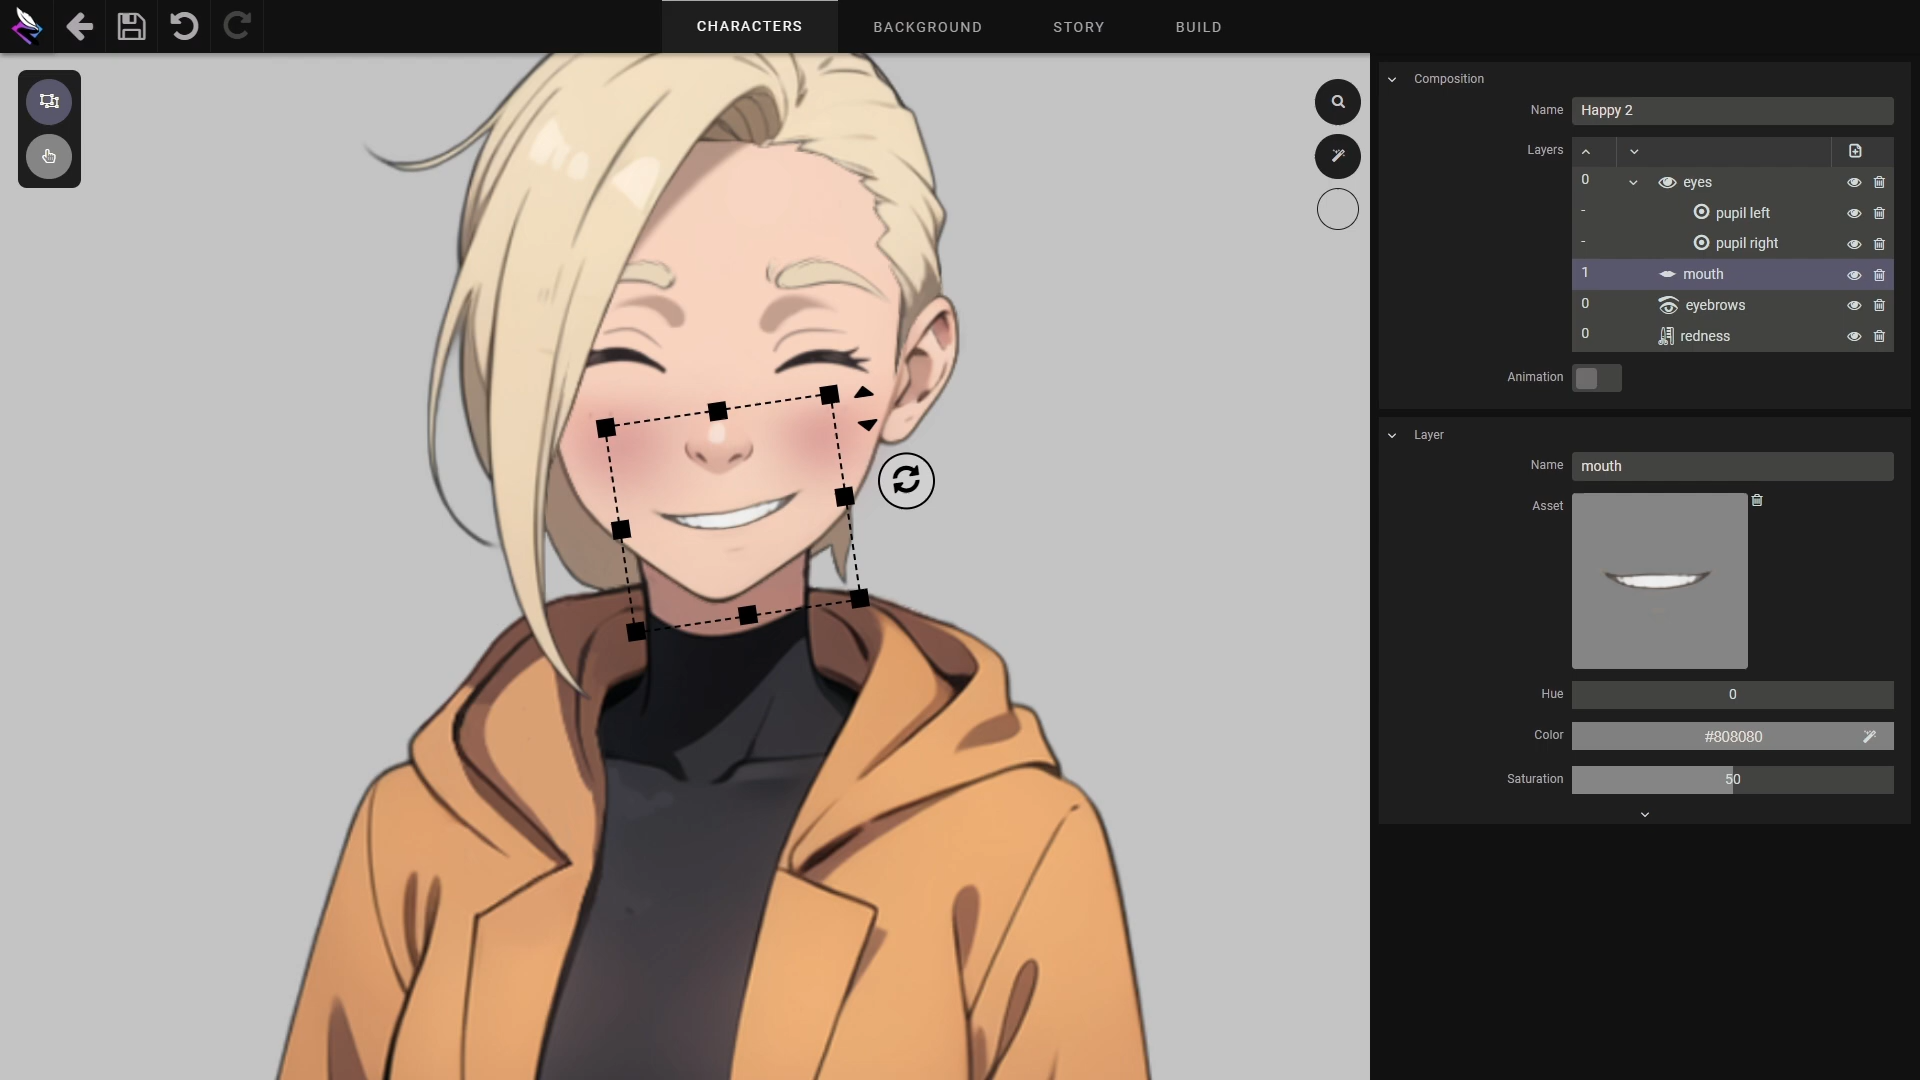 CHARACTERS
BACKGROUND
STORY
BUILD
Composition
Name
Happy 2
Layers
0
eyes
-
pupil left
-
pupil right
1
mouth
0
eyebrows
0
redness
Animation
Layer
Name
mouth
Asset
Hue
0
Color
#808080
Saturation
50